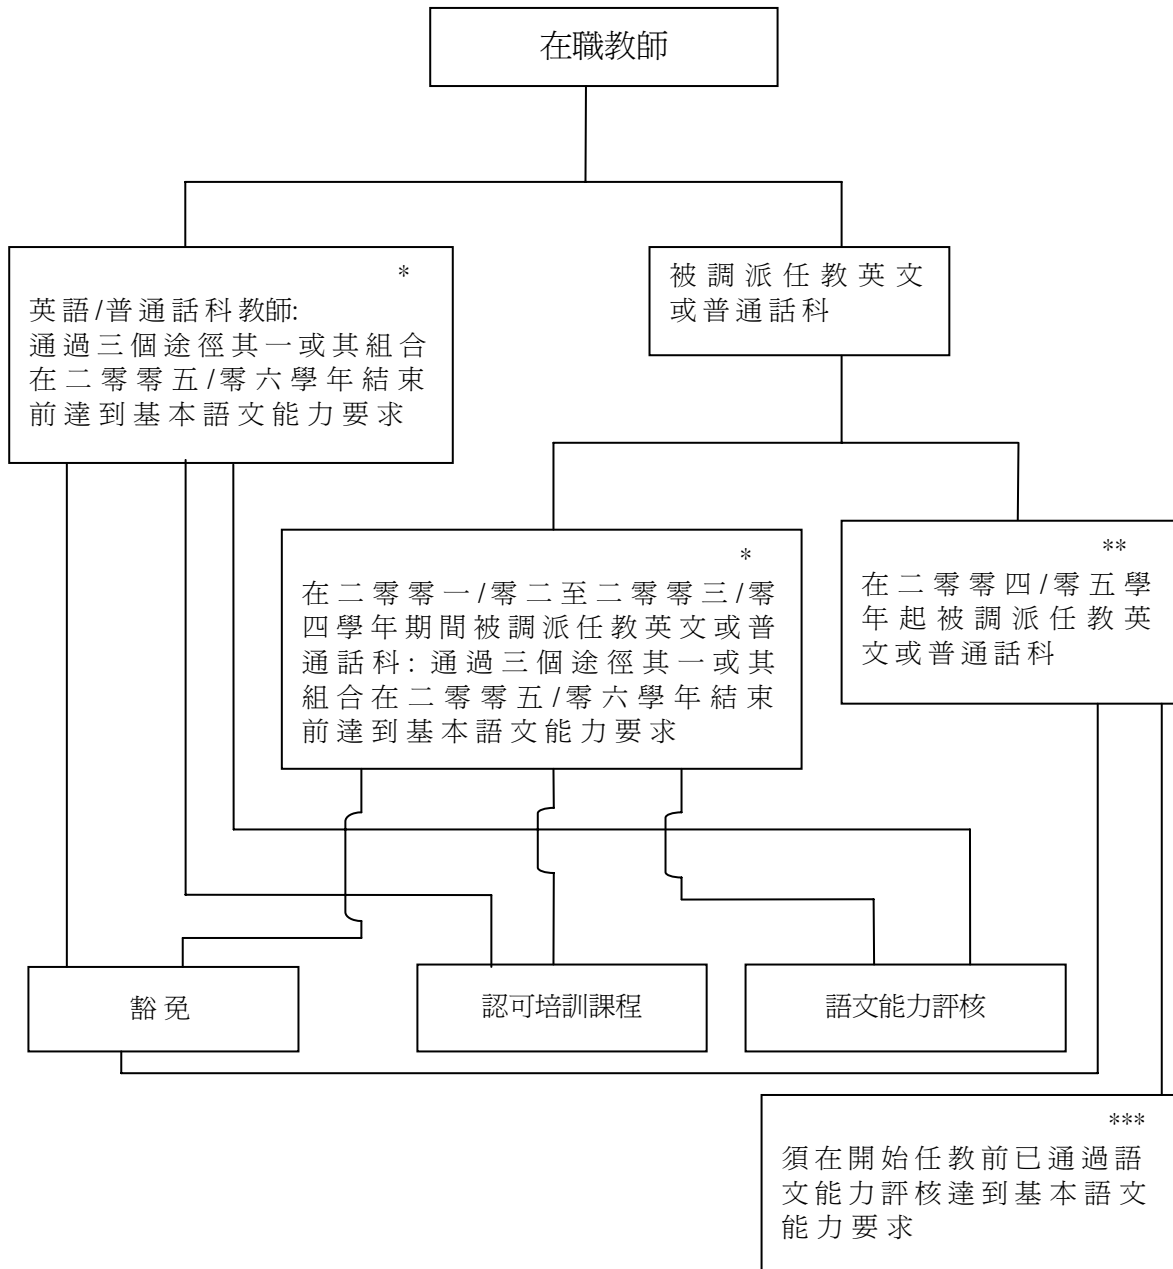 在職教師
*
英語/普通話科教師:
通過三個途徑其一或其組合
在二零零五/零六學年結束
前達到基本語文能力要求
被調派任教英文
或普通話科
*
在二零零一/零二至二零零三/零
四學年期間被調派任教英文或普
通話科: 通過三個途徑其一或其
組合在二零零五/零六學年結束
前達到基本語文能力要求
**
在二零零四/零五學
年起被調派任教英
文或普通話科
豁免
認可培訓課程
語文能力評核
***
須在開始任教前已通過語
文能力評核達到基本語文
能力要求